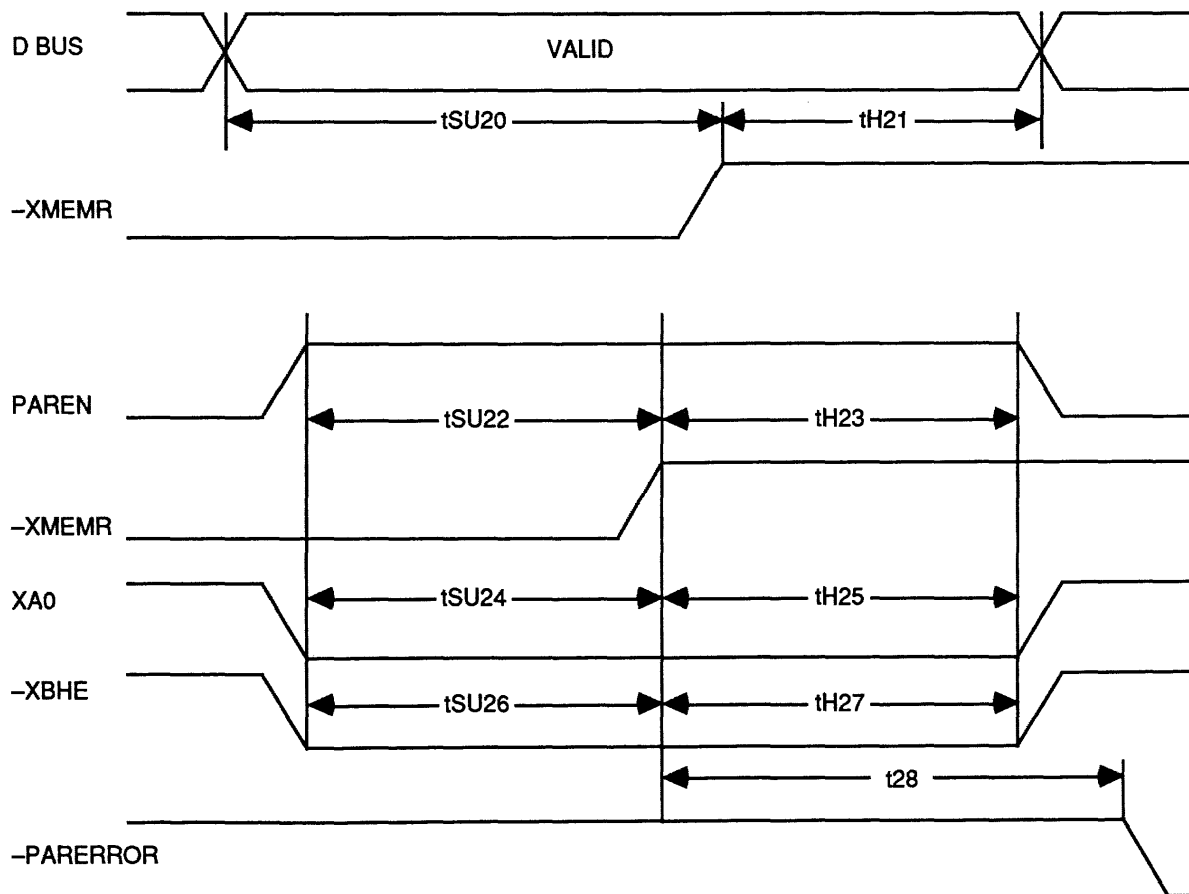 D BUS
VALID
tSU20
tH21
–XMEMR
PAREN
tSU22
tH23
–XMEMR
XA0
tSU24
tH25
–XBHE
tSU26
tH27
t28
–PARERROR